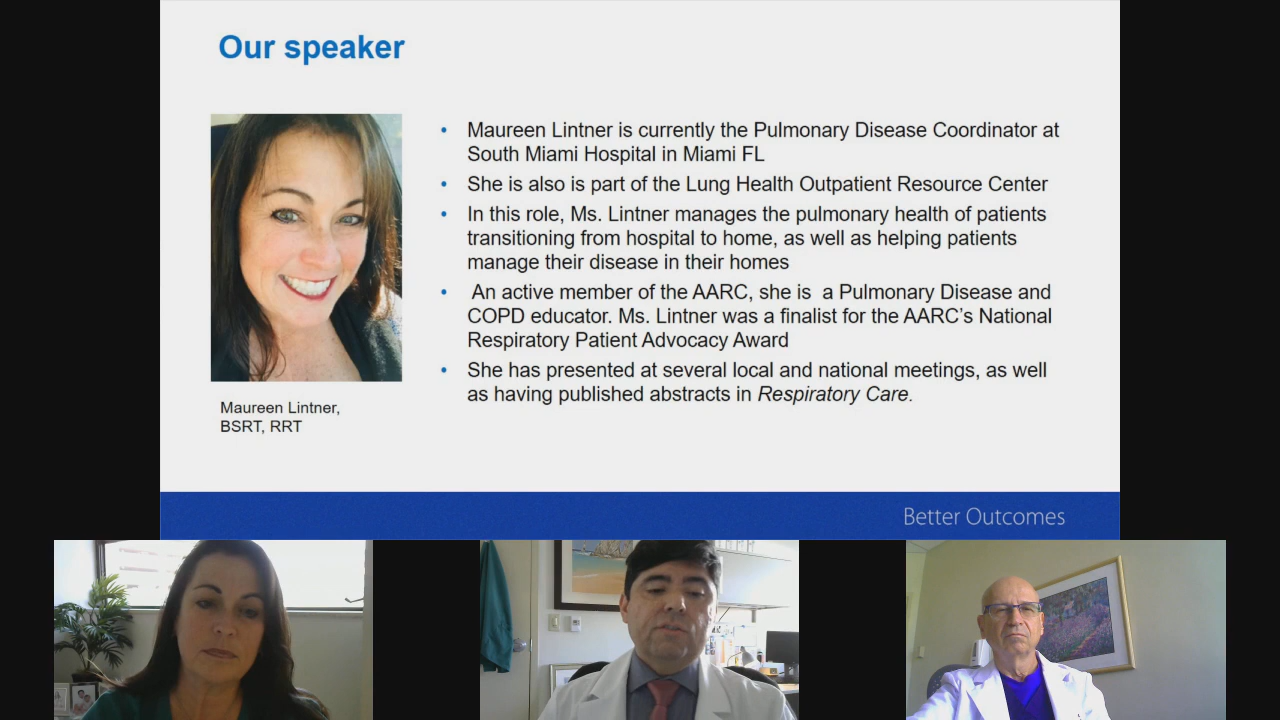 Our speaker
• Maureen Lintner is currently the Pulmonary Disease Coordinator at
South Miami Hospital in Miami FL
• She is also is part of the Lung Health Outpatient Resource Center
• In this role, Ms. Lintner manages the pulmonary health of patients
transitioning from hospital to home, as well as helping patients
manage their disease in their homes
• An active member of the AARC, she is a Pulmonary Disease and
COPD educator. Ms. Lintner was a finalist for the AARC’s National
Respiratory Patient Advocacy Award
• She has presented at several local and national meetings, as well
as having published abstracts in Respiratory Care.
Maureen Lintner,
BSRT, RRT
Better Outcomes